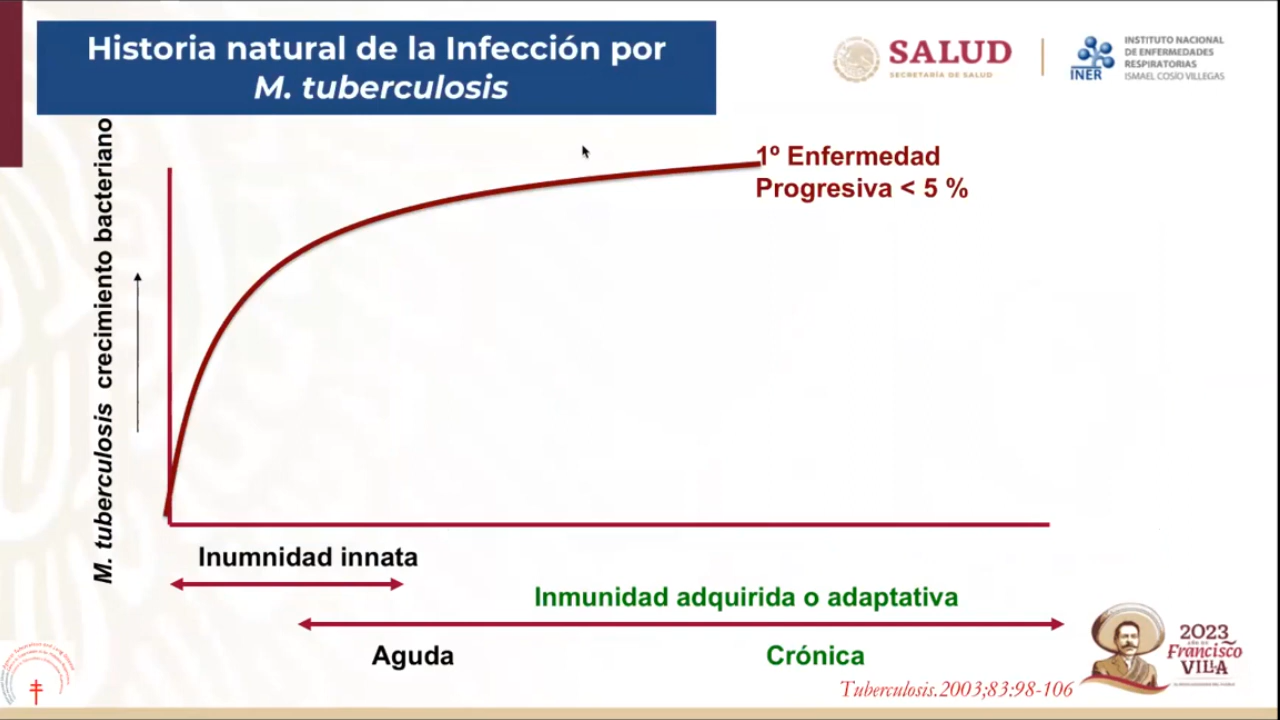 Historia natural de la Infección por
M. tuberculosis
SALUD
SECRETARÍA DE SALUD
INER
INSTITUTO NACIONAL
DE ENFERMEDADES
RESPIRATORIAS
ISMAEL COSÍO VILLEGAS
M. tuberculosis crecimiento bacteriano
1º Enfermedad
Progresiva < 5 %
Inumnidad innata
Inmunidad adquirida o adaptativa
Aguda
Crónica
Tuberculosis.2003;83:98-106
2023
AÑO DE
Francisco
VILLA